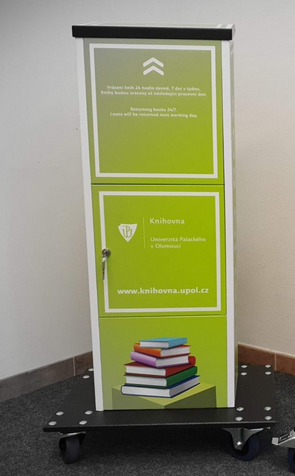 Vrácení knih 24 hodin denně, 7 dní v týdnu.
Knihy budou vráceny až následující pracovní den.
Returning books 24/7.
Loans will be returned next working day.
Knihovna
Univerzita Palackého
v Olomouci
www.knihovna.upol.cz